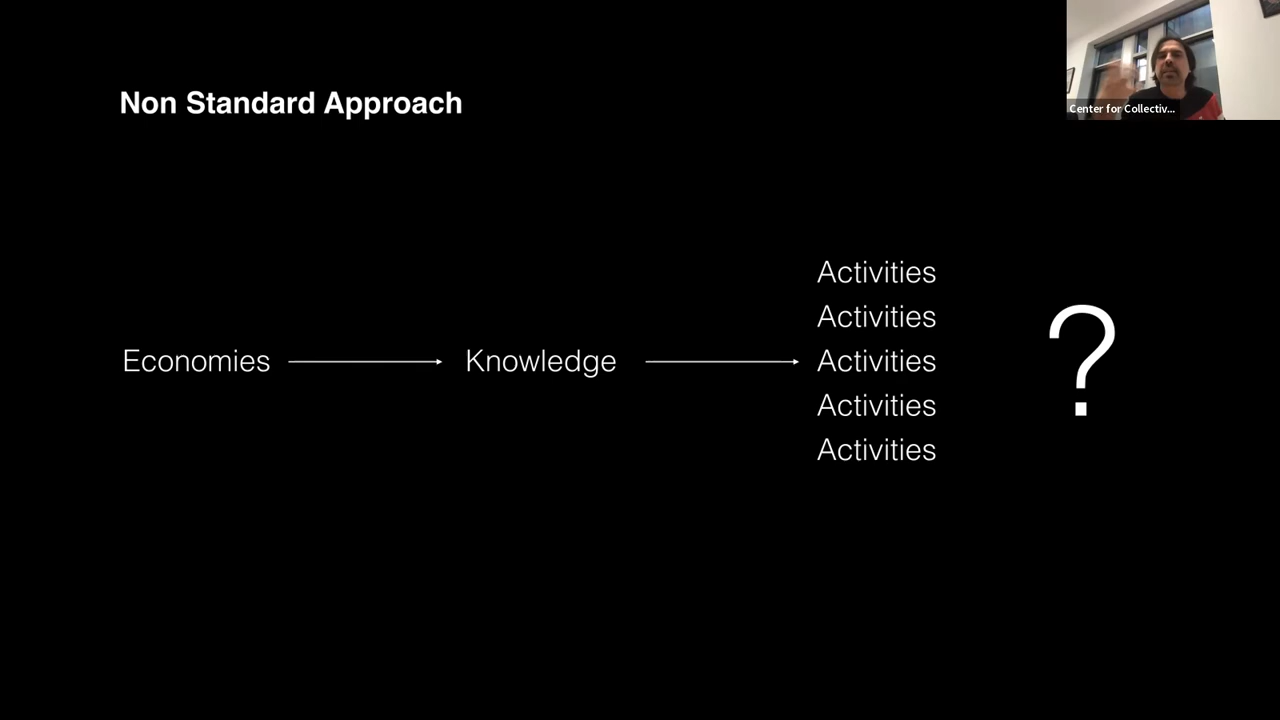 Non Standard Approach
Center for Collectiv...
Activities
Activities
Economies Knowledge Activities ?
Activities
Activities